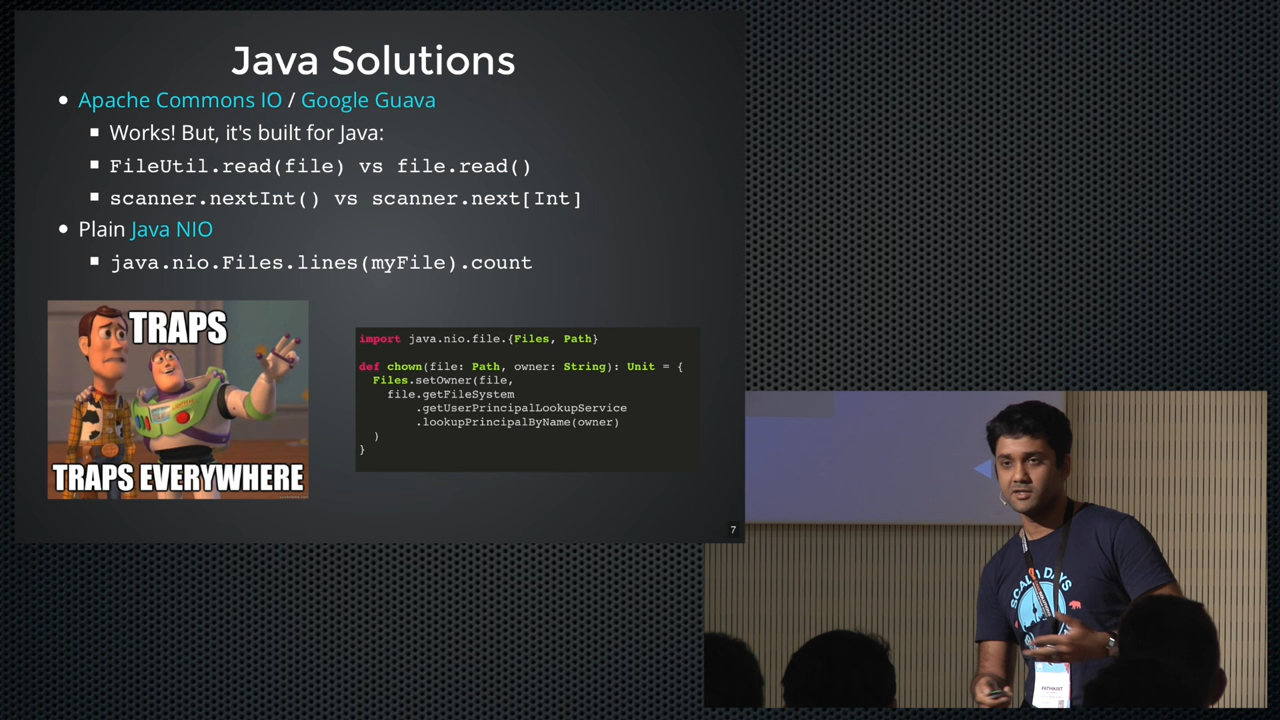 Java Solutions
Apache Commons IO / Google Guava
Works! But, it's built for Java:
FileUtil.read(file) vs file.read()
scanner.nextInt() vs scanner.next[Int]
Plain Java NIO
java.nio.Files.lines(myFile).count
TRAPS
TRAPS EVERYWHERE
import java.nio.file.{Files, Path}
def chown(file: Path, owner: String): Unit = {
Files.setOwner(file,
file.getFileSystem
.getUserPrincipalLookupService
.lookupPrincipalByName(owner)
)
}
7
SCALA DAYS
PATHIKRIT